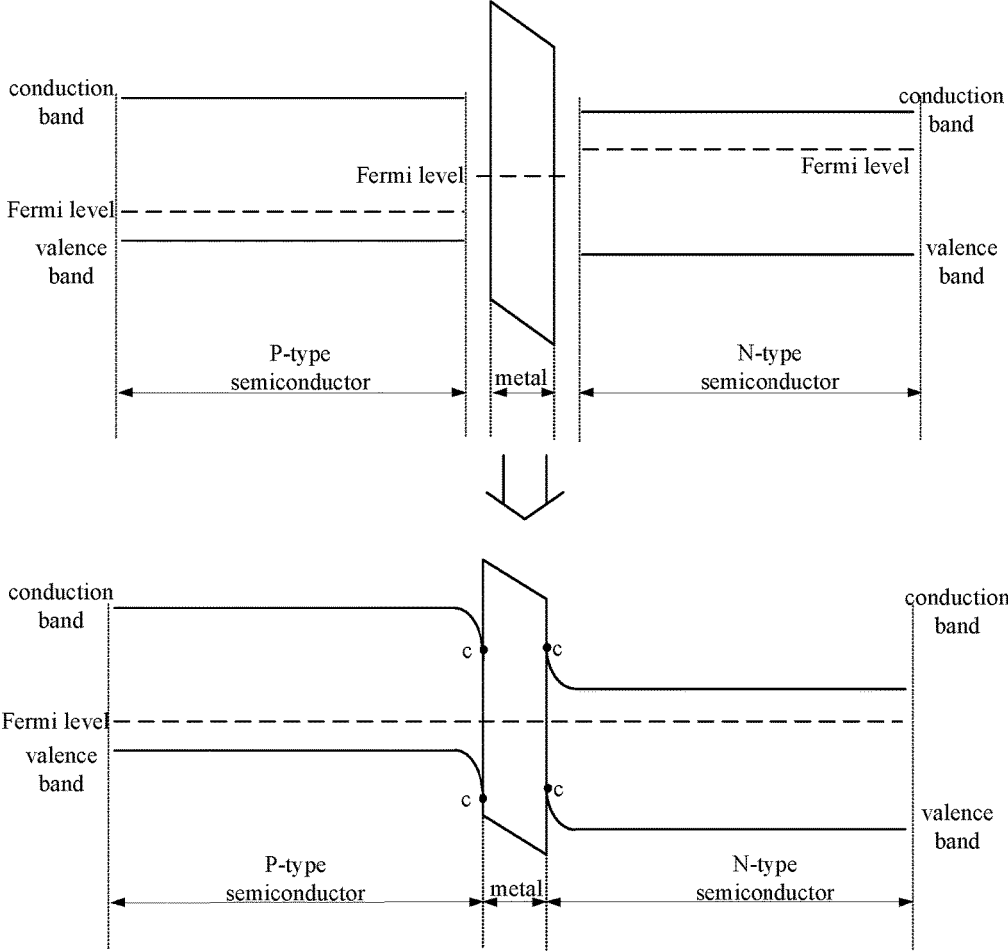 conduction
band
conduction
band
Fermi level
Fermi level
Fermi level
valence
band
valence
band
P-type
semiconductor
metal
N-type
semiconductor
conduction
band
conduction
band
c
c
Fermi level
valence
band
c
c
valence
band
P-type
semiconductor
metal
N-type
semiconductor